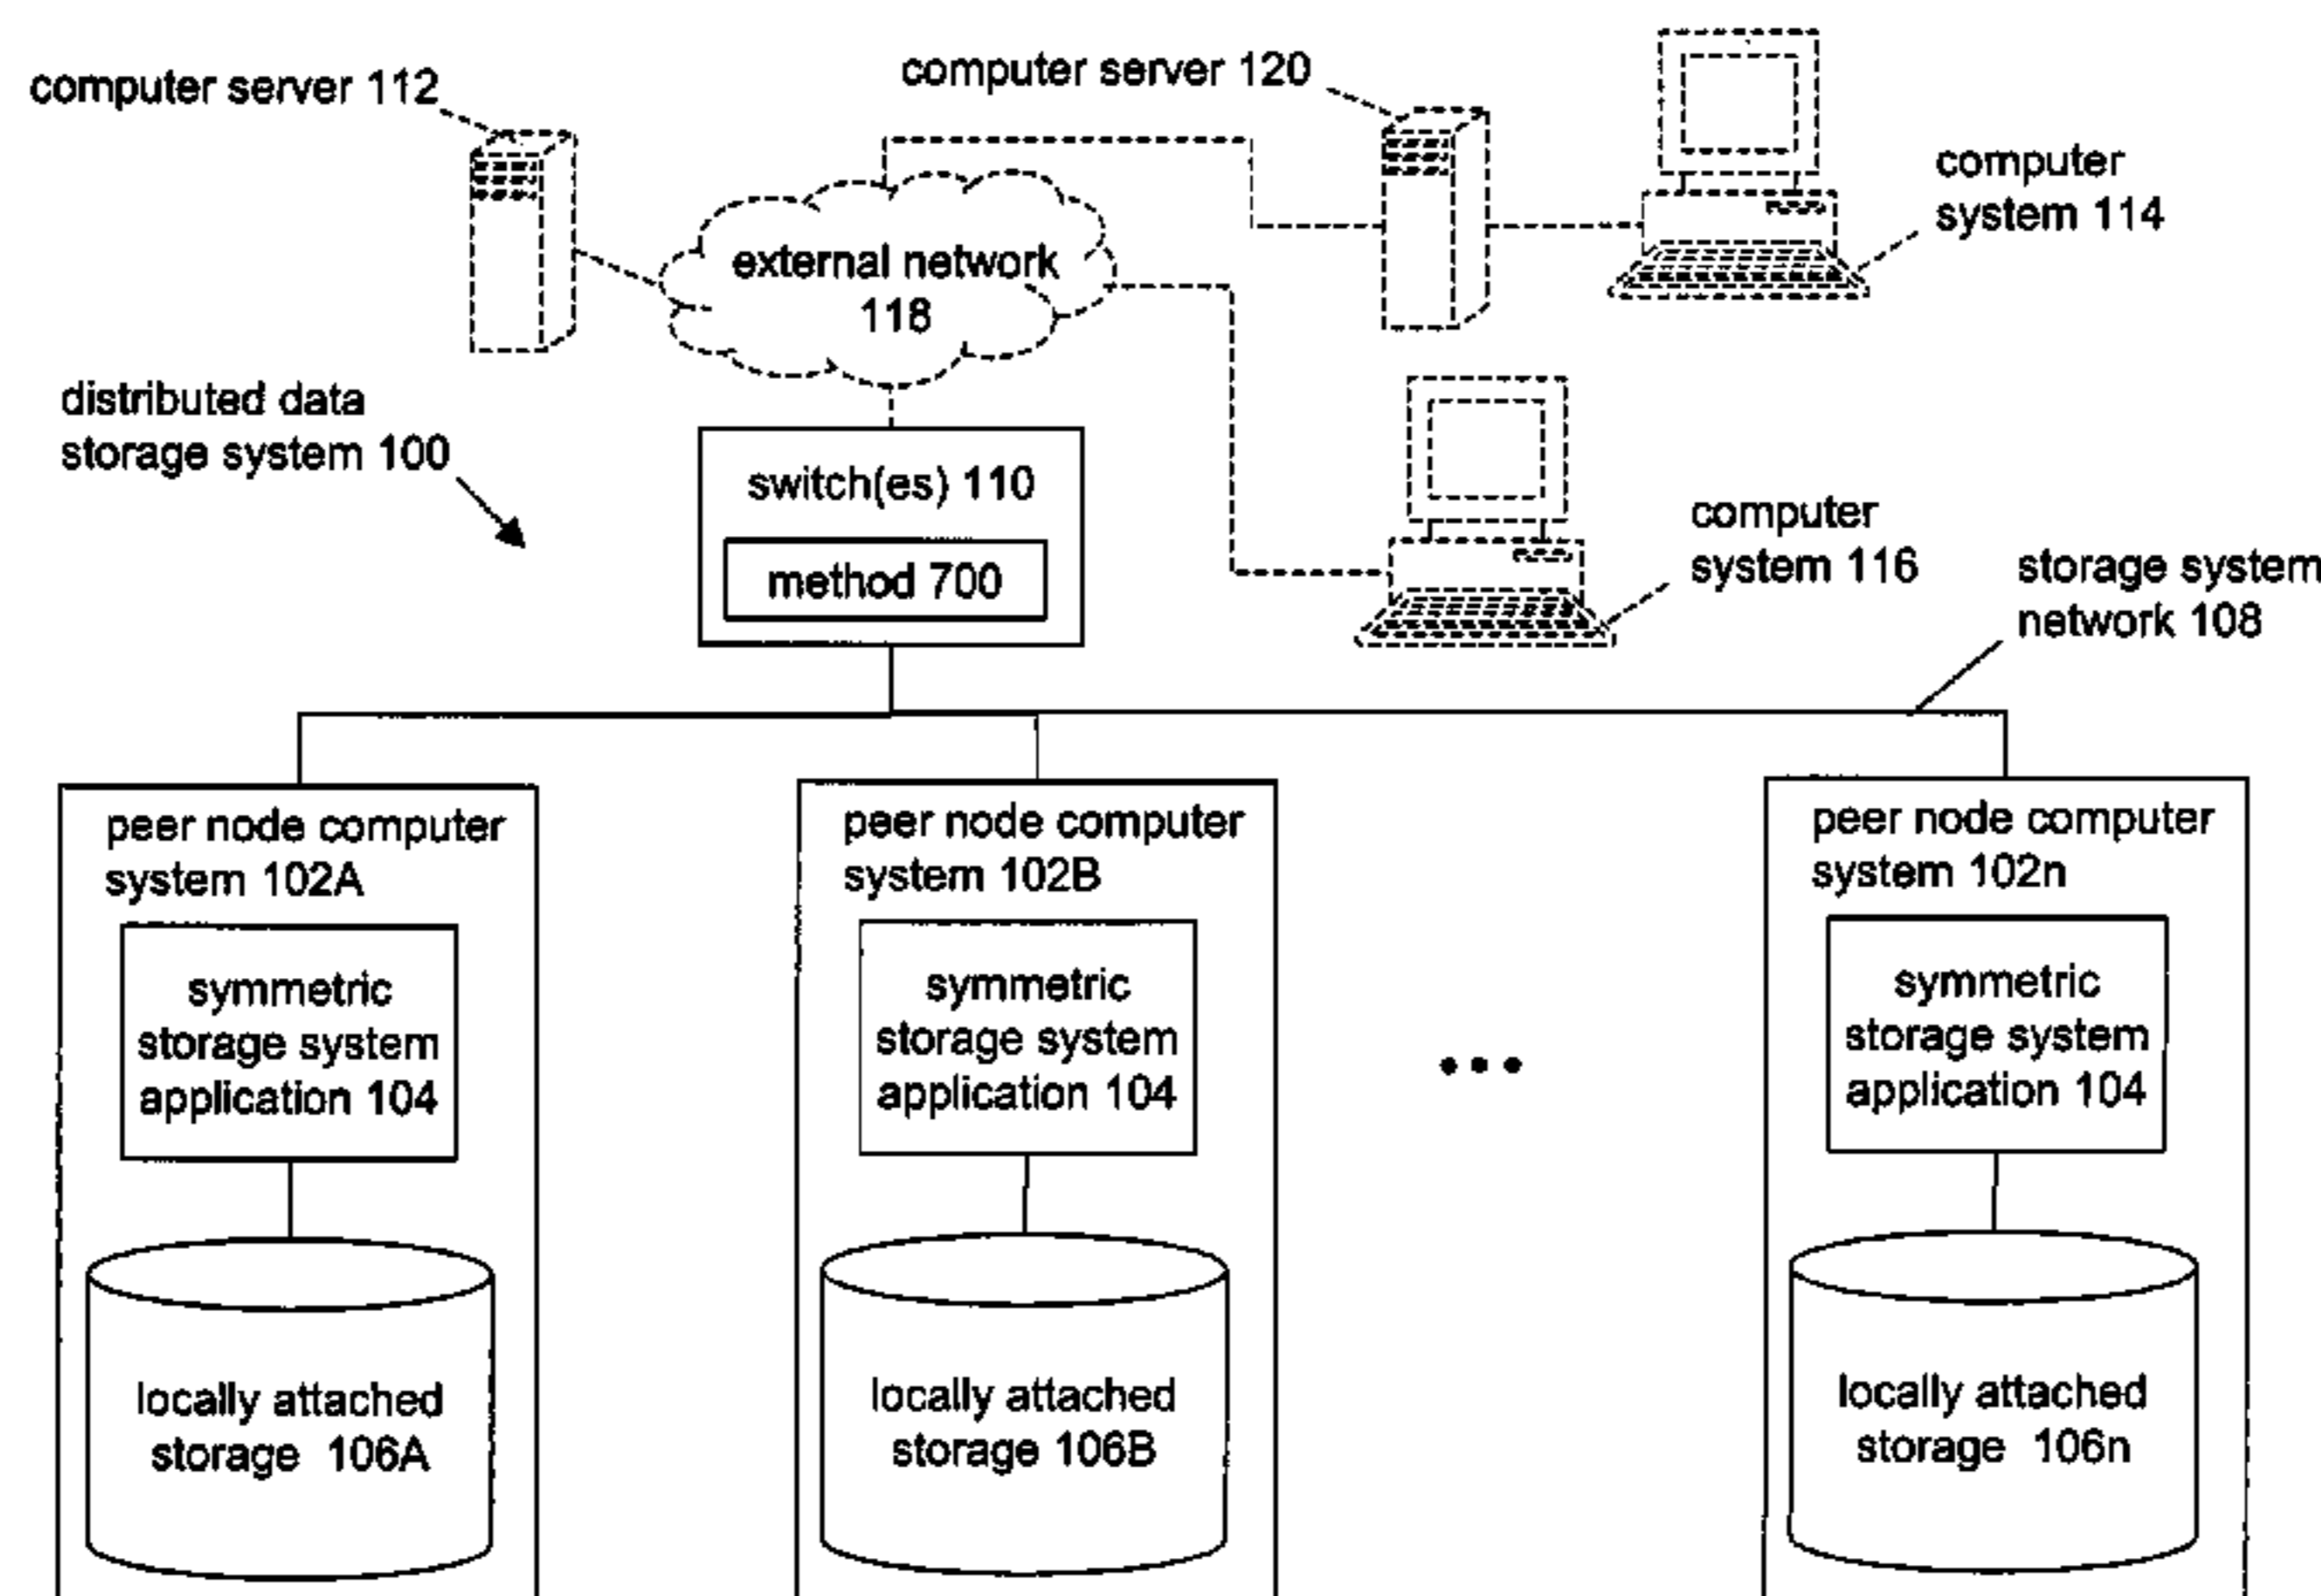 computer server 112
computer server 120
computer
system 114
external network
118
distributed data
storage system 100
switch(es) 110
method 700
computer
system 116
storage system
network 108
peer node computer
system 102A
symmetric
storage system
application 104
locally attached
storage 106A
peer node computer
system 102B
symmetric
storage system
application 104
locally attached
storage 106B
•••
peer node computer
system 102n
symmetric
storage system
application 104
locally attached
storage 106n